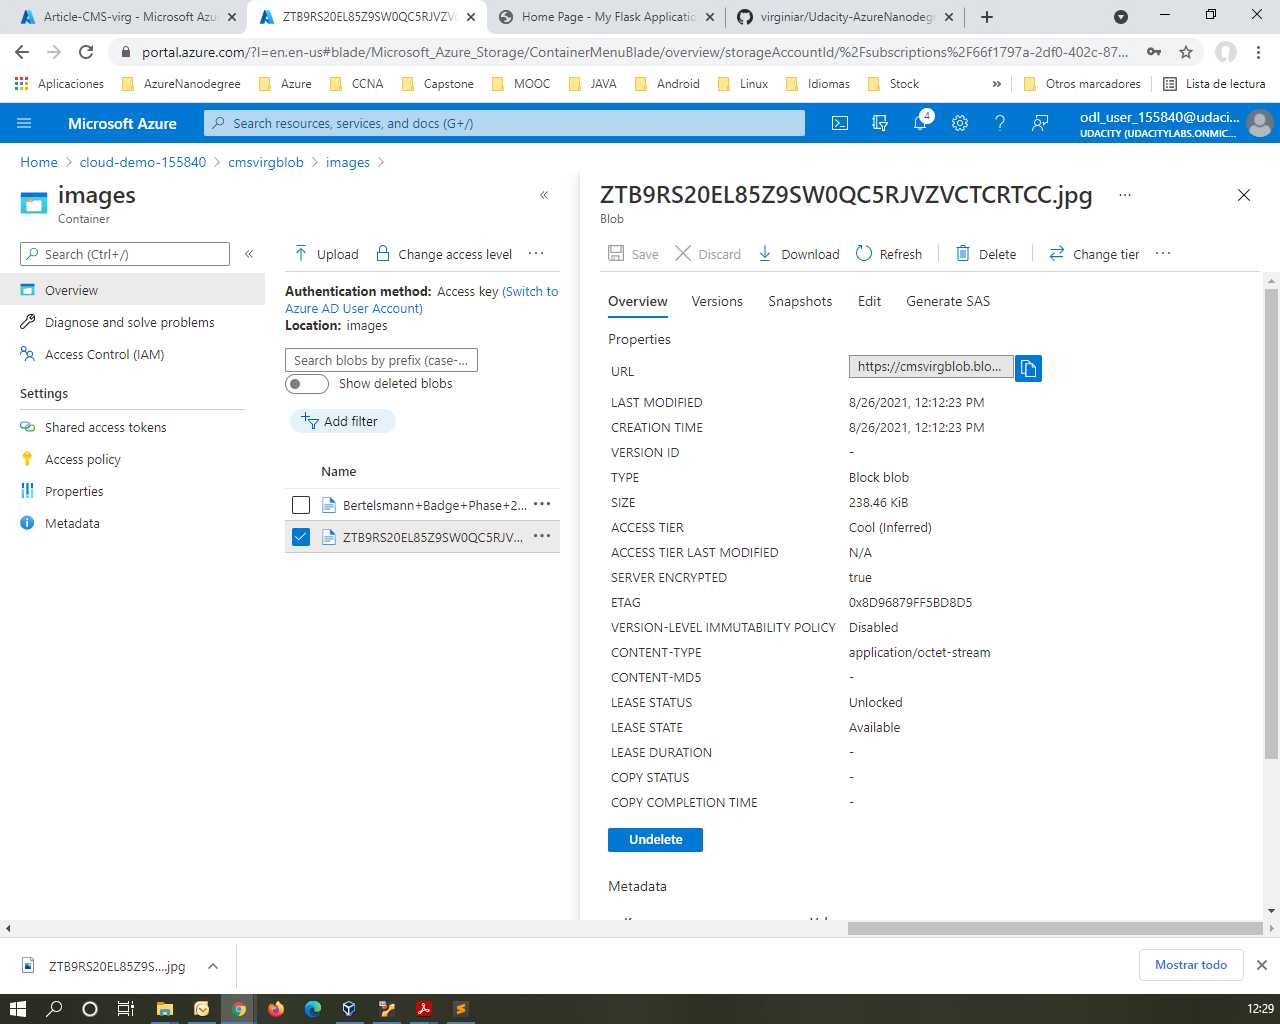 Article-CMS-virg - Microsoft Azu
ZTB9RS20EL85Z9SW0QC5RJVZVC
Home Page - My Flask Applicatio
virginiar/Udacity-AzureNanodeg
portal.azure.com/?l=en.en-us#blade/Microsoft_Azure_Storage/ContainerMenuBlade/overview/storageAccountId/%2Fsubscriptions%2F66f1797a-2df0-402c-87...
Aplicaciones
AzureNanodegree
Azure
CCNA
Capstone
MOOC
JAVA
Android
Linux
Idiomas
Stock
»
Otros marcadores
Lista de lectura
Microsoft Azure
Search resources, services, and docs (G+/)
4
odl_user_155840@udaci...
UDACITY (UDACITYLABS.ONMIC...
Home > cloud-demo-155840 > cmsvirgblob > images >
images
Container
Search (Ctrl+/)
Overview
Diagnose and solve problems
Access Control (IAM)
Settings
Shared access tokens
Access policy
Properties
Metadata
Upload
Change access level
...
Authentication method: Access key (Switch to
Azure AD User Account)
Location: images
Search blobs by prefix (case-...
Show deleted blobs
Add filter
Name
Bertelsmann+Badge+Phase+2...
ZTB9RS20EL85Z9SW0QC5RJV...
ZTB9RS20EL85Z9SW0QC5RJVZVCTCRTCC.jpg
...
Blob
Save
Discard
Download
Refresh
Delete
Change tier
...
Overview
Versions
Snapshots
Edit
Generate SAS
Properties
URL https://cmsvirgblob.blo...
LAST MODIFIED 8/26/2021, 12:12:23 PM
CREATION TIME 8/26/2021, 12:12:23 PM
VERSION ID -
TYPE Block blob
SIZE 238.46 KiB
ACCESS TIER Cool (Inferred)
ACCESS TIER LAST MODIFIED N/A
SERVER ENCRYPTED true
ETAG 0x8D96879FF5BD8D5
VERSION-LEVEL IMMUTABILITY POLICY Disabled
CONTENT-TYPE application/octet-stream
CONTENT-MD5 -
LEASE STATUS Unlocked
LEASE STATE Available
LEASE DURATION -
COPY STATUS -
COPY COMPLETION TIME -
Undelete
Metadata
ZTB9RS20EL85Z9S....jpg
Mostrar todo
12:29